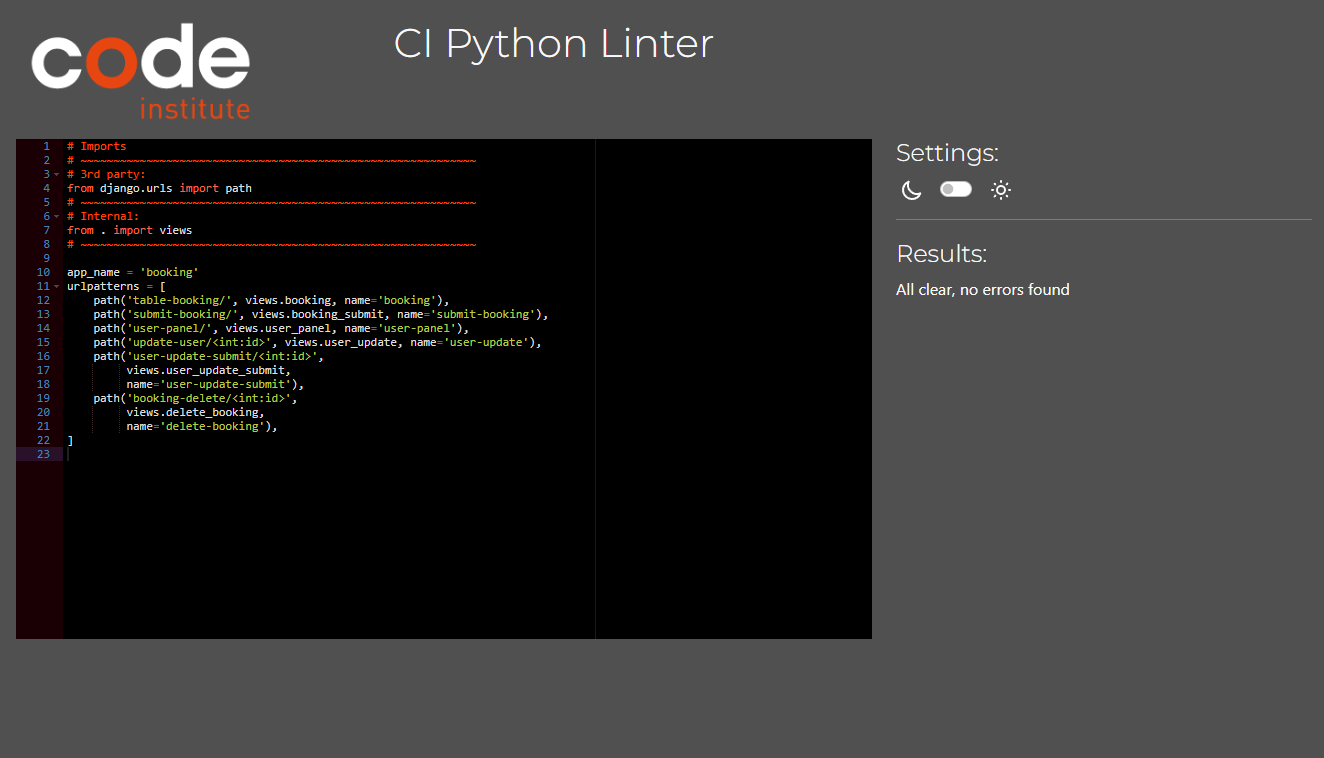 code
institute
CI Python Linter
1 # Imports
2 # ~~~~~~~~~~~~~~~~~~~~~~~~~~~~~~~~~~~~~~~~~~~~~~~~~~~~~~~~~~~~
3 # 3rd party:
4 from django.urls import path
5 # ~~~~~~~~~~~~~~~~~~~~~~~~~~~~~~~~~~~~~~~~~~~~~~~~~~~~~~~~~~~~
6 # Internal:
7 from . import views
8 # ~~~~~~~~~~~~~~~~~~~~~~~~~~~~~~~~~~~~~~~~~~~~~~~~~~~~~~~~~~~~
9
10 app_name = 'booking'
11 urlpatterns = [
12     path('table-booking/', views.booking, name='booking'),
13     path('submit-booking/', views.booking_submit, name='submit-booking'),
14     path('user-panel/', views.user_panel, name='user-panel'),
15     path('update-user/<int:id>', views.user_update, name='user-update'),
16     path('user-update-submit/<int:id>',
17          views.user_update_submit,
18          name='user-update-submit'),
19     path('booking-delete/<int:id>',
20          views.delete_booking,
21          name='delete-booking'),
22 ]
23
Settings:
Results:
All clear, no errors found